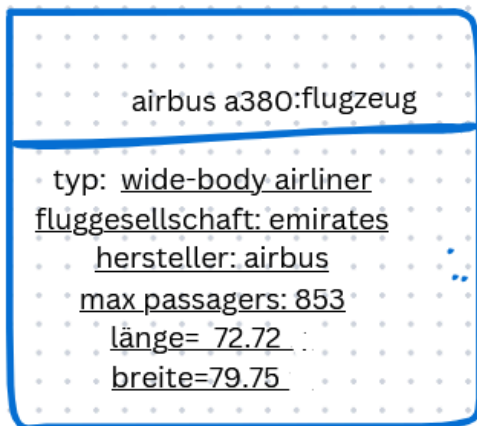 airbus a380:flugzeug
typ: wide-body airliner
fluggesellschaft: emirates
hersteller: airbus
max passagers: 853
länge= 72.72
breite=79.75